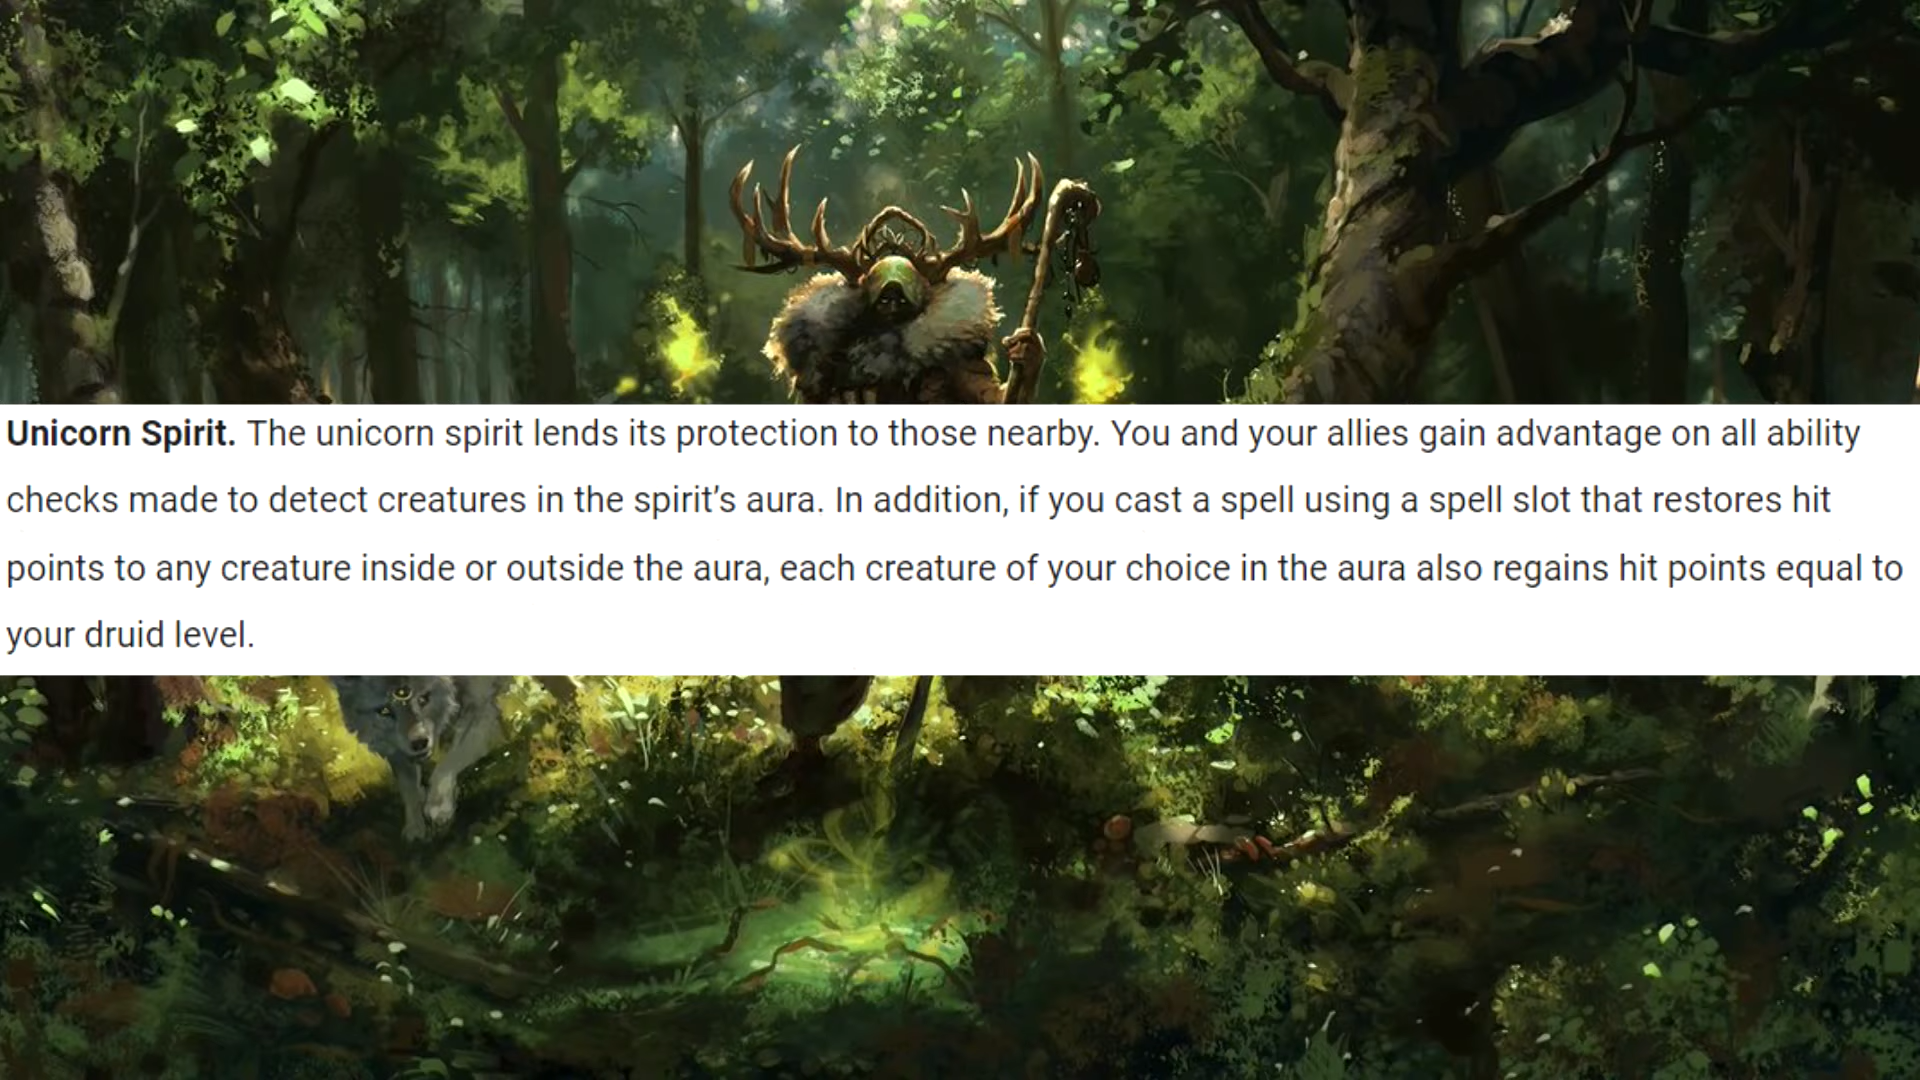 Unicorn Spirit. The unicorn spirit lends its protection to those nearby. You and your allies gain advantage on all ability
checks made to detect creatures in the spirit’s aura. In addition, if you cast a spell using a spell slot that restores hit
points to any creature inside or outside the aura, each creature of your choice in the aura also regains hit points equal to
your druid level.